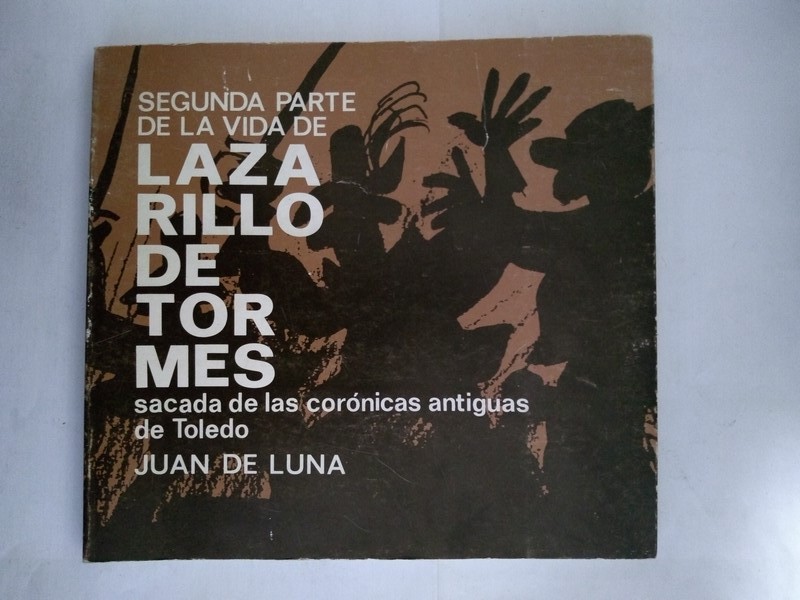 SEGUNDA PARTE
DE LA VIDA DE
LAZA
RILLO
DE
TOR
MES
sacada de las corónicas antiguas
de Toledo
JUAN DE LUNA